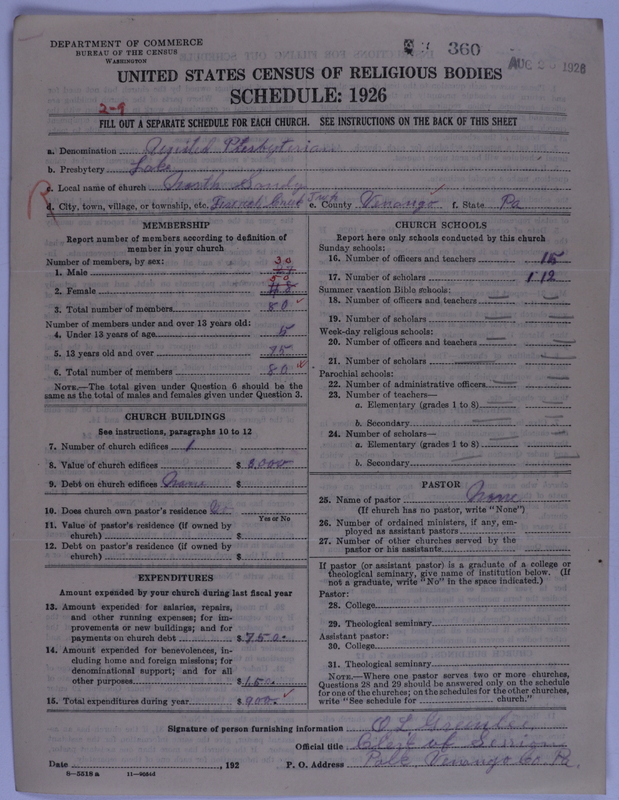 DEPARTMENT OF COMMERCE
BUREAU OF THE CENSUS
WASHINGTON
360
AUG 25 1926
UNITED STATES CENSUS OF RELIGIOUS BODIES
SCHEDULE: 1926
2-9
FILL OUT A SEPARATE SCHEDULE FOR EACH CHURCH. SEE INSTRUCTIONS ON THE BACK OF THIS SHEET
a. Denomination United Presbyterian
b. Presbytery Lake
c. Local name of church North Sandy
d. City, town, village, or township, etc. French Creek Twp e. County Venango f. State Pa
MEMBERSHIP
Report number of members according to definition of
member in your church
Number of members, by sex:
30
1. Male
50
2. Female 48
3. Total number of members 80
Number of members under and over 13 years old:
4. Under 13 years of age 5
5. 13 years old and over 75
6. Total number of members 80
NOTE.—The total given under Question 6 should be the
same as the total of males and females given under Question 3.
CHURCH BUILDINGS
See instructions, paragraphs 10 to 12
7. Number of church edifices 1
8. Value of church edifices $ 3,000
9. Debt on church edifices None $
10. Does church own pastor's residence No
Yes or No
11. Value of pastor's residence (if owned by
church) $
12. Debt on pastor's residence (if owned by
church) $
EXPENDITURES
Amount expended by your church during last fiscal year
13. Amount expended for salaries, repairs,
and other running expenses; for im-
provements or new buildings; and for
payments on church debt $ 750.
14. Amount expended for benevolences, in-
cluding home and foreign missions; for
denominational support; and for all
other purposes $ 150.
15. Total expenditures during year $ 900.
CHURCH SCHOOLS
Report here only schools conducted by this church
Sunday schools:
16. Number of officers and teachers 15
17. Number of scholars 112
Summer vacation Bible schools:
18. Number of officers and teachers
19. Number of scholars
Week-day religious schools:
20. Number of officers and teachers
21. Number of scholars
Parochial schools:
22. Number of administrative officers
23. Number of teachers—
a. Elementary (grades 1 to 8)
b. Secondary
24. Number of scholars—
a. Elementary (grades 1 to 8)
b. Secondary
PASTOR
25. Name of pastor None
(If church has no pastor, write "None")
26. Number of ordained ministers, if any, em-
ployed as assistant pastors
27. Number of other churches served by the
pastor or his assistants
If pastor (or assistant pastor) is a graduate of a college or
theological seminary, give name of institution below. (If
not a graduate, write "No" in the space indicated.)
Pastor:
28. College
29. Theological seminary
Assistant pastor:
30. College
31. Theological seminary
NOTE.—Where one pastor serves two or more churches,
Questions 28 and 29 should be answered only on the schedule
for one of the churches; on the schedules for the other churches,
write "See schedule for church."
Signature of person furnishing information O L Greenlee
Official title Clerk of Session
Date , 192 P. O. Address Polk, Venango Co. Pa.
8-5518 a